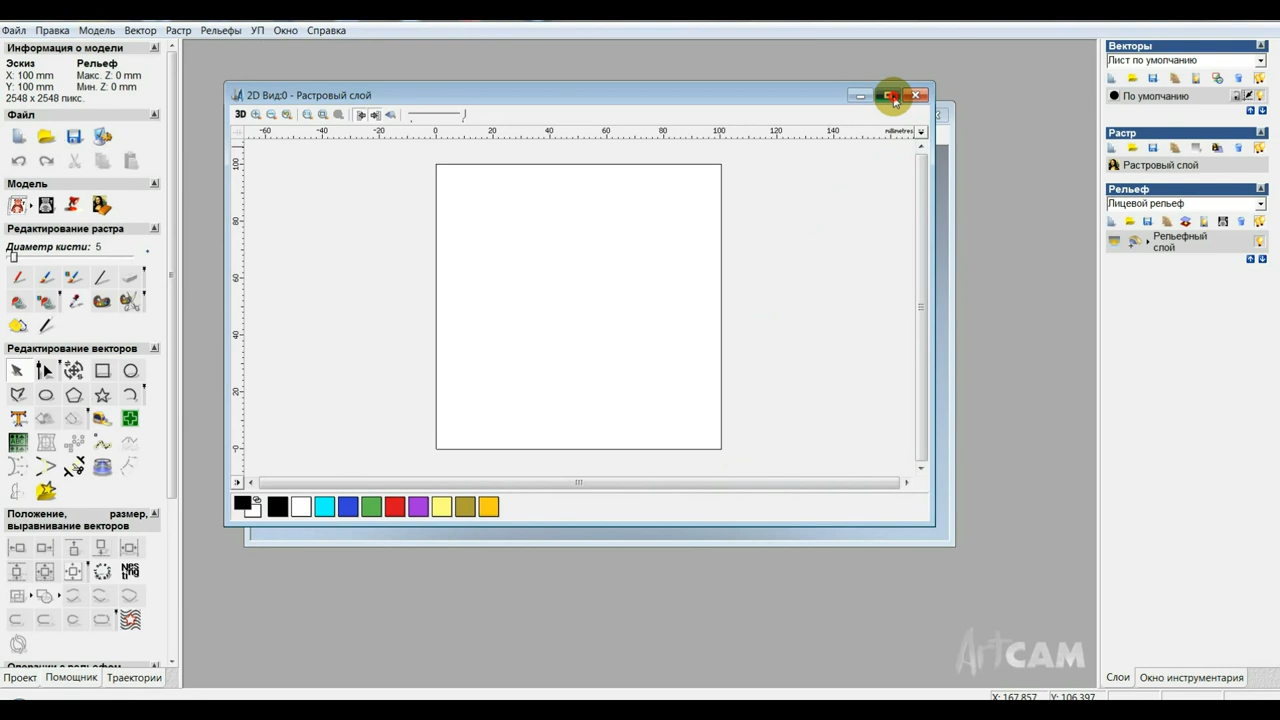 Файл Правка Модель Вектор Растр Рельефы УП Окно Справка
Информация о модели
Эскиз Рельеф
X: 100 mm Макс. Z: 0 mm
Y: 100 mm Мин. Z: 0 mm
2548 x 2548 пикс.
Файл
Модель
Редактирование растра
Диаметр кисти: 5
Редактирование векторов
Положение, размер,
выравнивание векторов
Проект Помощник Траектории
2D Вид:0 - Растровый слой
3D
-60 -40 -20 0 20 40 60 80 100 120 140 millimetres
100
80
60
40
20
0
ArtCAM
Векторы
Лист по умолчанию
По умолчанию
Растр
Растровый слой
Рельеф
Лицевой рельеф
Рельефный
слой
Слои Окно инструментария
X: 167.857 Y: 106.397